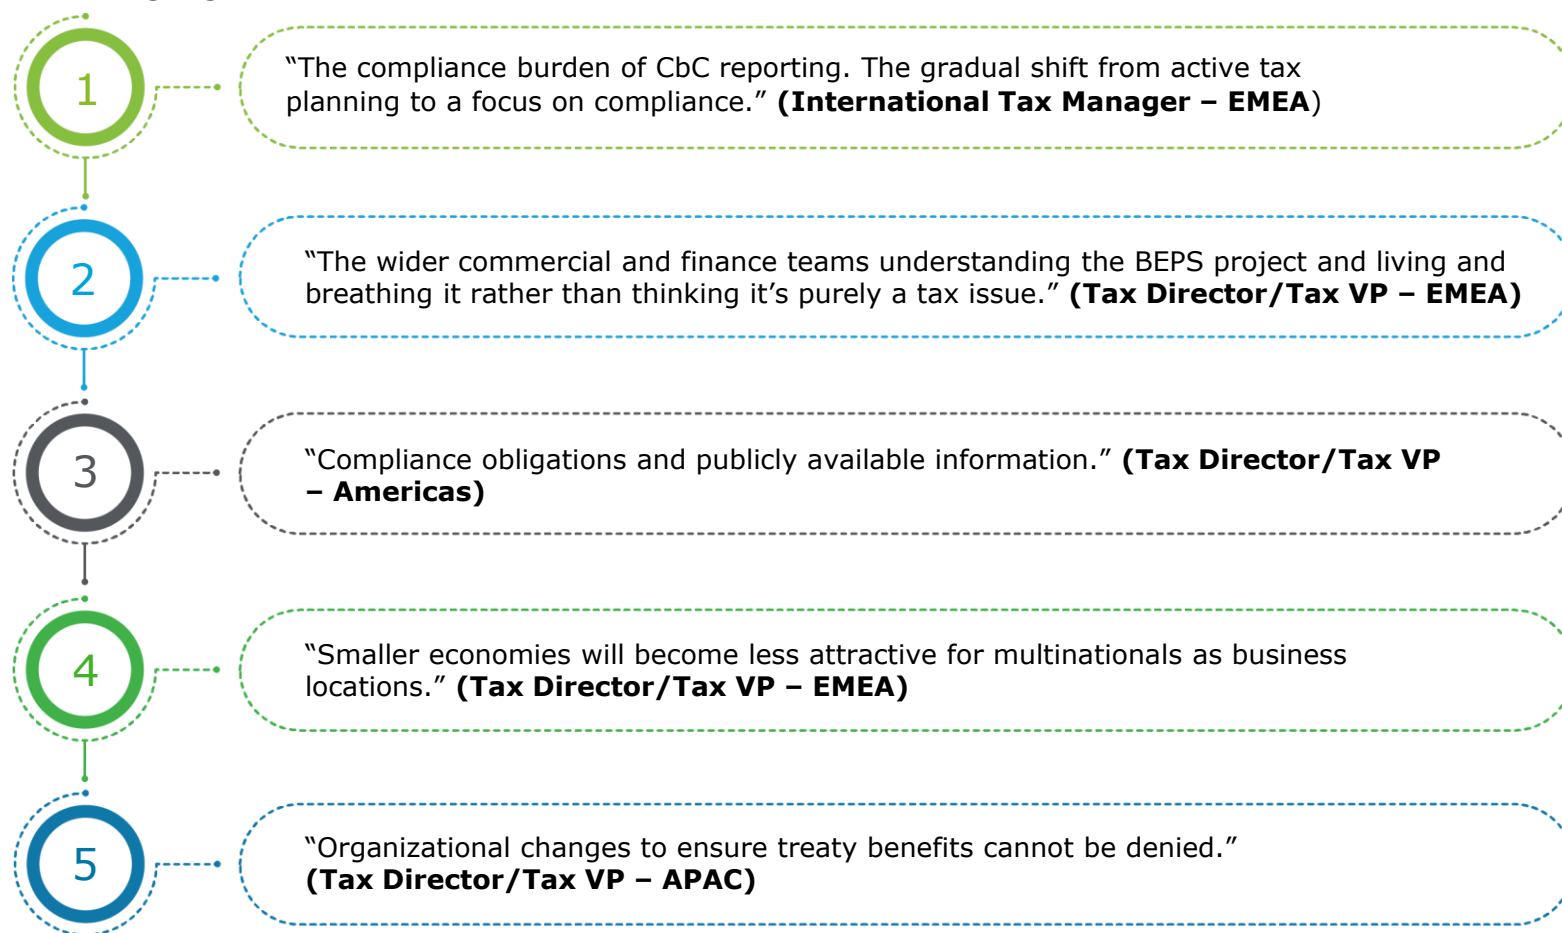 1
“The compliance burden of CbC reporting. The gradual shift from active tax
planning to a focus on compliance.” (International Tax Manager – EMEA)
2
“The wider commercial and finance teams understanding the BEPS project and living and
breathing it rather than thinking it’s purely a tax issue.” (Tax Director/Tax VP – EMEA)
3
“Compliance obligations and publicly available information.” (Tax Director/Tax VP
– Americas)
4
“Smaller economies will become less attractive for multinationals as business
locations.” (Tax Director/Tax VP – EMEA)
5
“Organizational changes to ensure treaty benefits cannot be denied.”
(Tax Director/Tax VP – APAC)